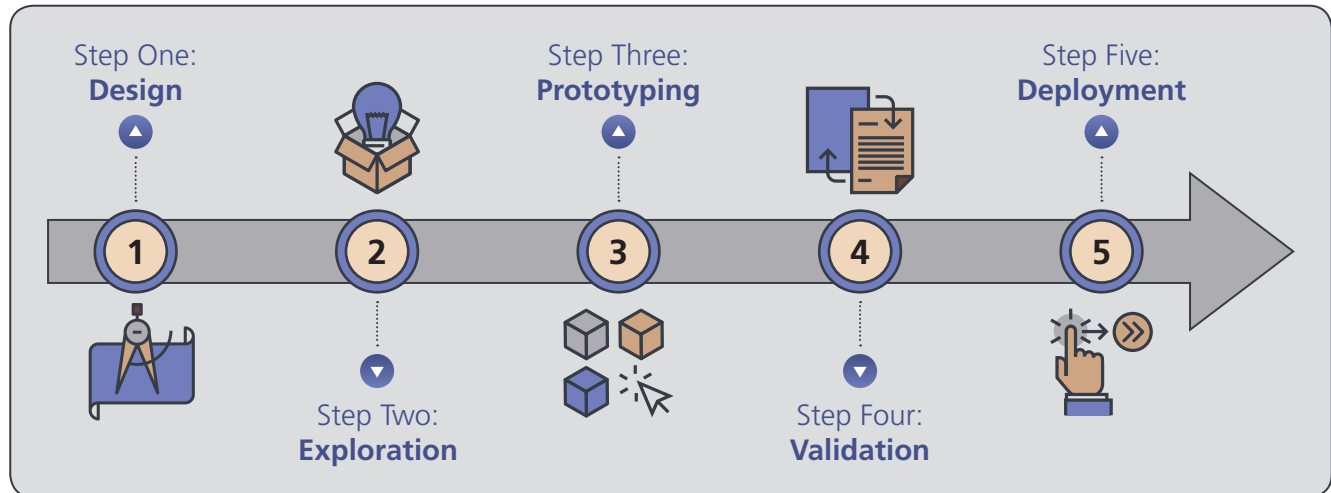 Step One:
Design
Step Three:
Prototyping
Step Five:
Deployment
1
2
3
4
5
Step Two:
Exploration
Step Four:
Validation